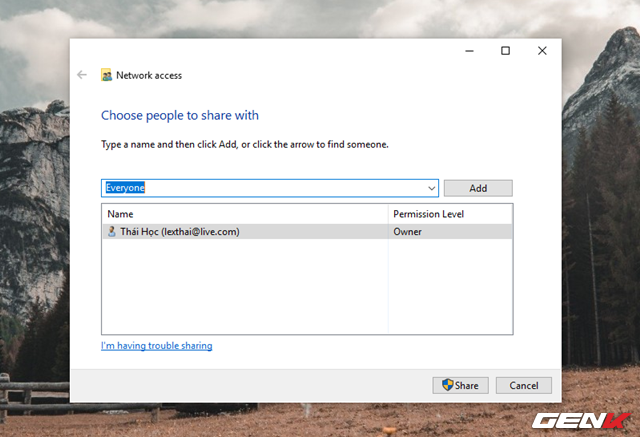 Network access
Choose people to share with
Type a name and then click Add, or click the arrow to find someone.
Everyone
Add
Name Permission Level
Thái Học (lexthai@live.com) Owner
I'm having trouble sharing
Share Cancel
GENK